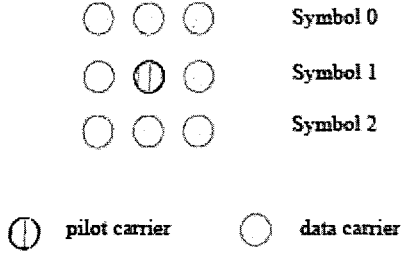 Symbol 0
Symbol 1
Symbol 2
pilot carrier
data carrier